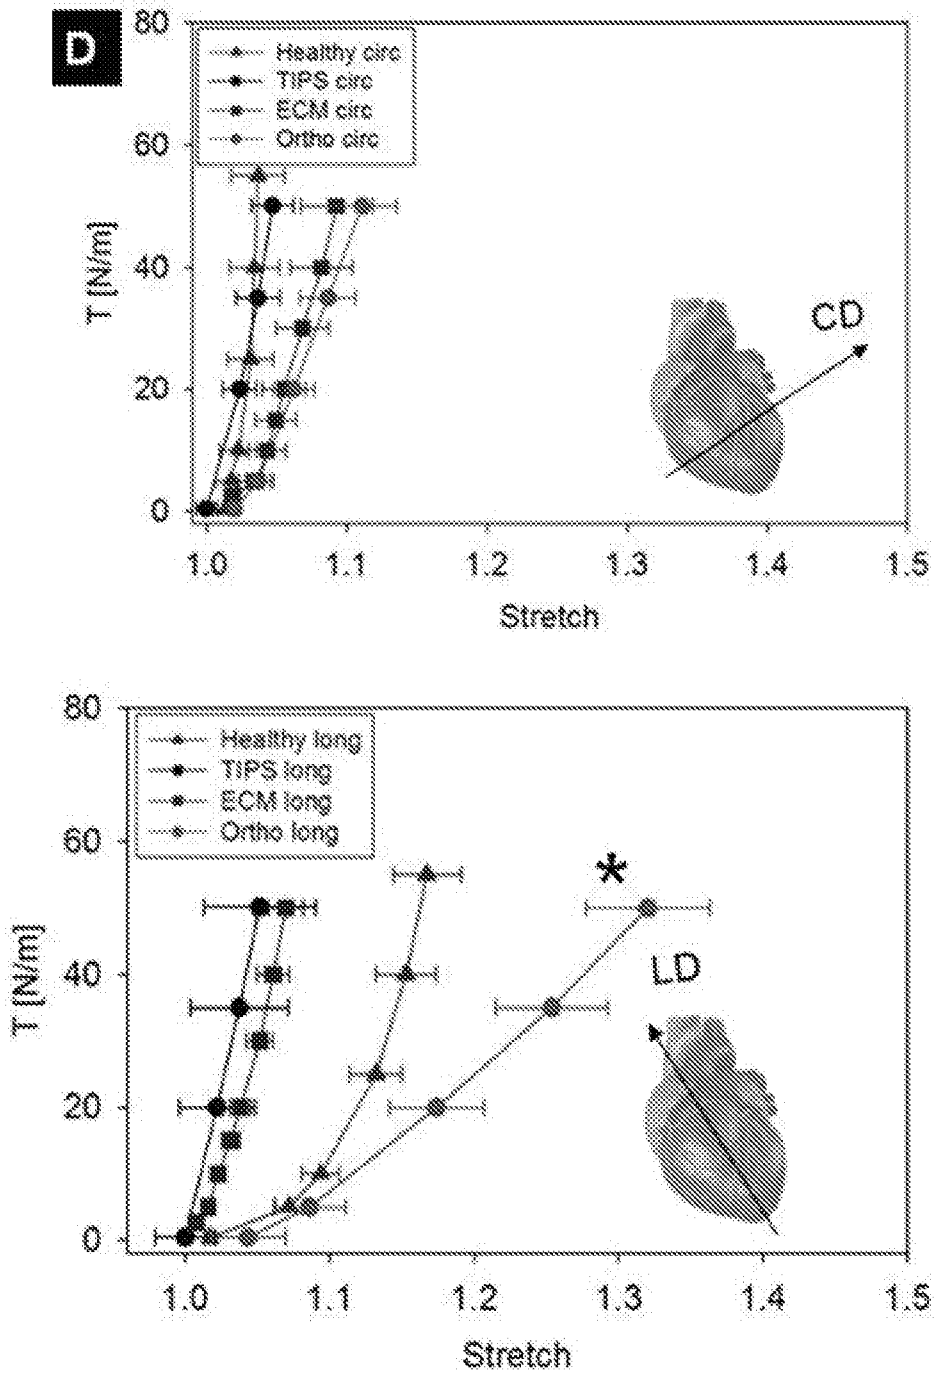 D
80
60
40
20
0
T [N/m]
Healthy circ
TIPS circ
ECM circ
Ortho circ
CD
1.0 1.1 1.2 1.3 1.4 1.5
Stretch
80
60
40
20
0
T [N/m]
Healthy long
TIPS long
ECM long
Ortho long
*
LD
1.0 1.1 1.2 1.3 1.4 1.5
Stretch